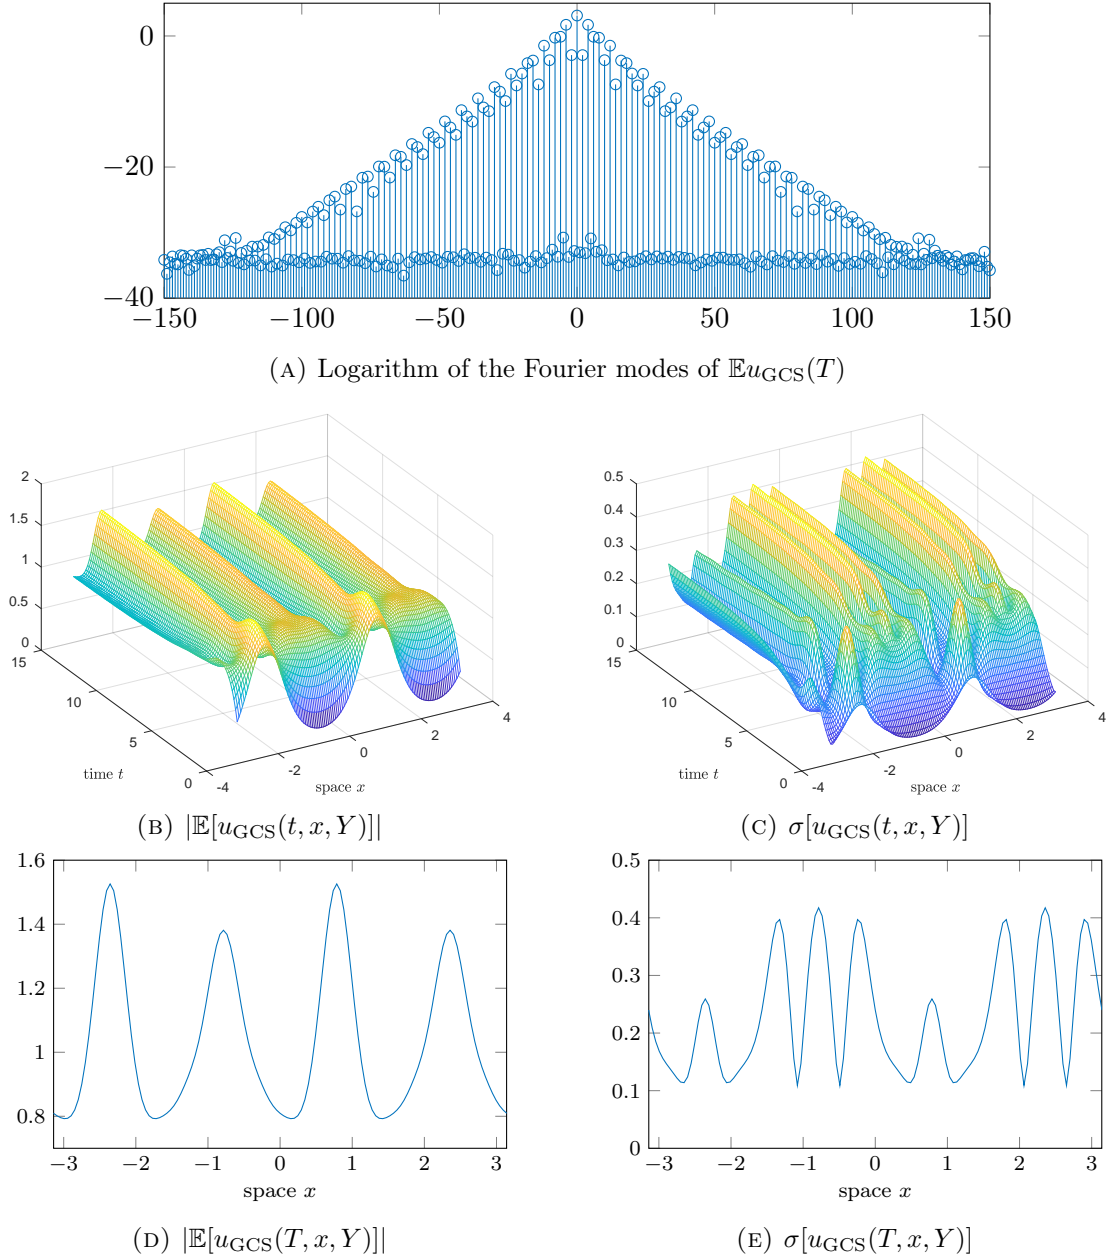 0
−20
−40
−150 −100 −50 0 50 100 150
(A) Logarithm of the Fourier modes of 𝔼u_GCS(T)
2
1.5
1
0.5
0
15
10
5
0
time t
−4 −2 0 2 4
space x
(B) |𝔼[u_GCS(t, x, Y)]|
0.5
0.4
0.3
0.2
0.1
0
15
10
5
0
time t
−4 −2 0 2 4
space x
(C) σ[u_GCS(t, x, Y)]
1.6
1.4
1.2
1
0.8
−3 −2 −1 0 1 2 3
space x
(D) |𝔼[u_GCS(T, x, Y)]|
0.5
0.4
0.3
0.2
0.1
0
−3 −2 −1 0 1 2 3
space x
(E) σ[u_GCS(T, x, Y)]